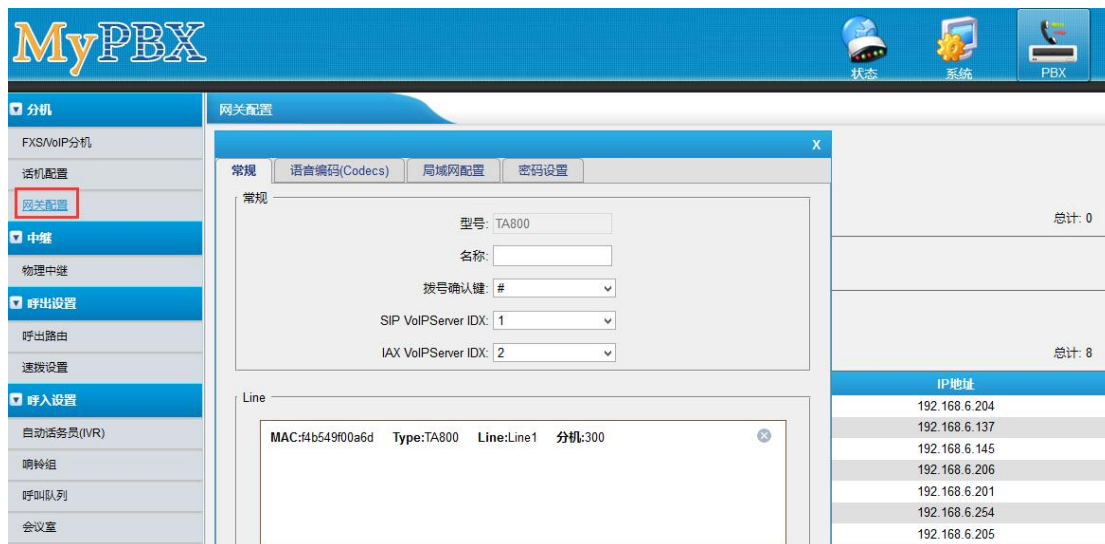 MyPBX
状态
系统
PBX
分机
FXS/VoIP分机
话机配置
网关配置
中继
物理中继
呼出设置
呼出路由
速拨设置
呼入设置
自动话务员(IVR)
响铃组
呼叫队列
会议室
网关配置
X
常规
语音编码(Codecs)
局域网配置
密码设置
常规
型号: TA800
名称:
拨号确认键: #
SIP VoIPServer IDX: 1
IAX VoIPServer IDX: 2
Line
MAC:f4b549f00a6d Type:TA800 Line:Line1 分机:300
总计: 0
总计: 8
IP地址
192.168.6.204
192.168.6.137
192.168.6.145
192.168.6.206
192.168.6.201
192.168.6.254
192.168.6.205